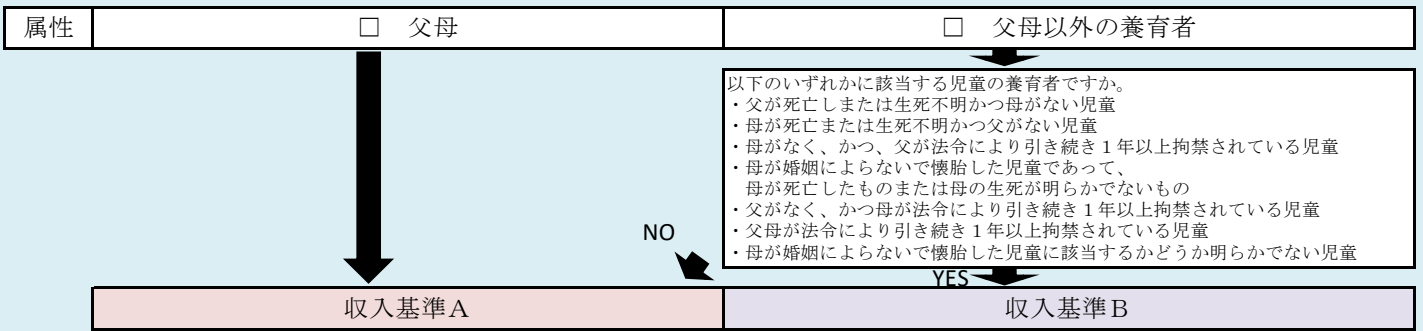 属性
□ 父母
□ 父母以外の養育者
以下のいずれかに該当する児童の養育者ですか。
・父が死亡しまたは生死不明かつ母がない児童
・母が死亡または生死不明かつ父がない児童
・母がなく、かつ、父が法令により引き続き１年以上拘禁されている児童
・母が婚姻によらないで懐胎した児童であって、
母が死亡したものまたは母の生死が明らかでないもの
・父がなく、かつ母が法令により引き続き１年以上拘禁されている児童
・父母が法令により引き続き１年以上拘禁されている児童
・母が婚姻によらないで懐胎した児童に該当するかどうか明らかでない児童
NO
YES
収入基準A
収入基準B